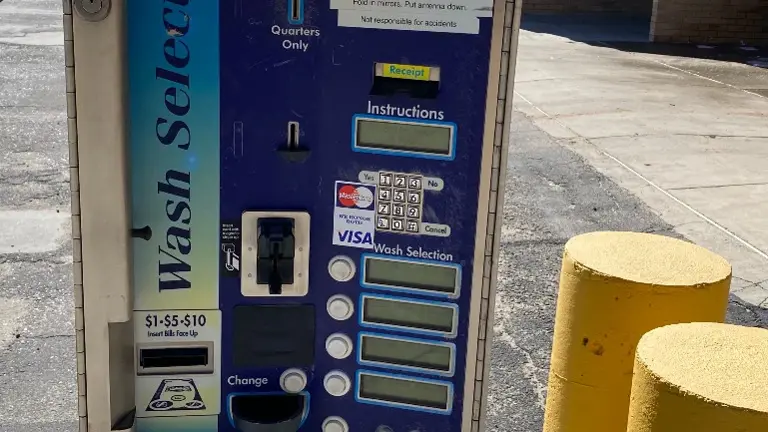 Fold in mirrors. Put antenna down.
Not responsible for accidents
Quarters
Only
Wash Selec
Receipt
Instructions
Yes
1 2 3
No
4 5 6
7 8 9
0
Cancel
MasterCard
VISA
Wash Selection
$1•$5•$10
Insert Bills Face Up
Change